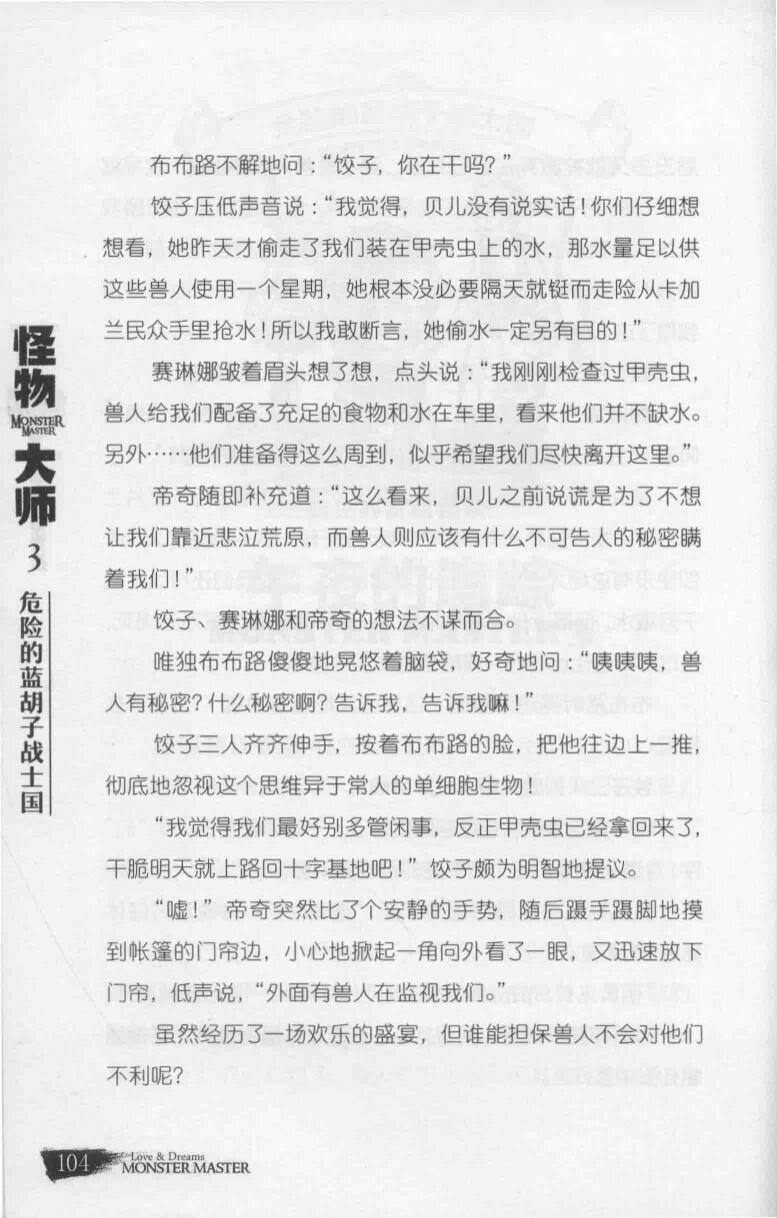 布布路不解地问：“饺子，你在干吗？”
饺子压低声音说：“我觉得，贝儿没有说实话！你们仔细想
想看，她昨天才偷走了我们装在甲壳虫上的水，那水量足以供
这些兽人使用一个星期，她根本没必要隔天就铤而走险从卡加
兰民众手里抢水！所以我敢断言，她偷水一定另有目的！”
赛琳娜皱着眉头想了想，点头说：“我刚刚检查过甲壳虫，
兽人给我们配备了充足的食物和水在车里，看来他们并不缺水。
另外……他们准备得这么周到，似乎希望我们尽快离开这里。”
帝奇随即补充道：“这么看来，贝儿之前说谎是为了不想
让我们靠近悲泣荒原，而兽人则应该有什么不可告人的秘密瞒
着我们！”
饺子、赛琳娜和帝奇的想法不谋而合。
唯独布布路傻傻地晃悠着脑袋，好奇地问：“咦咦咦，兽
人有秘密？什么秘密啊？告诉我，告诉我嘛！”
饺子三人齐齐伸手，按着布布路的脸，把他往边上一推，
彻底地忽视这个思维异于常人的单细胞生物！
“我觉得我们最好别多管闲事，反正甲壳虫已经拿回来了，
干脆明天就上路回十字基地吧！”饺子颇为明智地提议。
“嘘！”帝奇突然比了个安静的手势，随后蹑手蹑脚地摸
到帐篷的门帘边，小心地掀起一角向外看了一眼，又迅速放下
门帘，低声说，“外面有兽人在监视我们。”
虽然经历了一场欢乐的盛宴，但谁能担保兽人不会对他们
不利呢？
怪物
MONSTER
MASTER
大师
3
危险的蓝胡子战士国
104
Love & Dreams
MONSTER MASTER